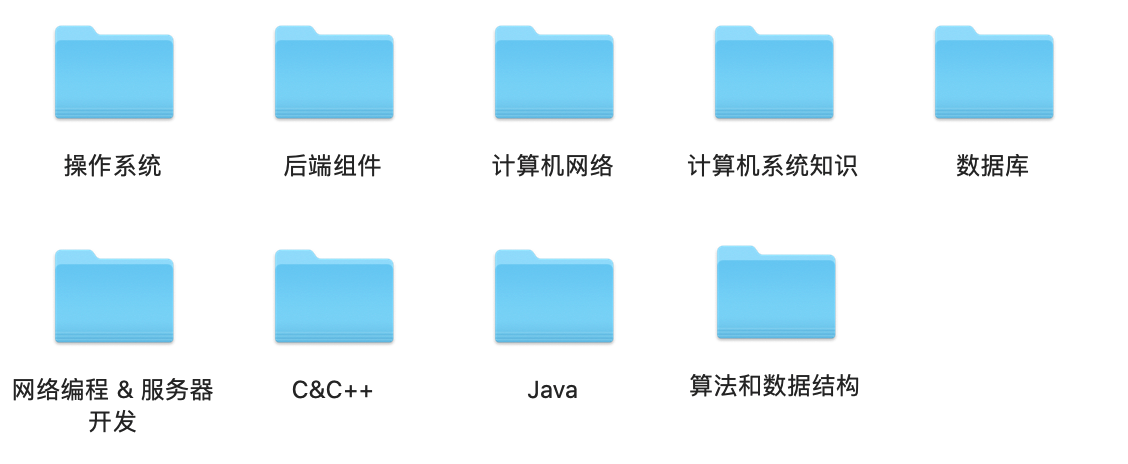 操作系统
后端组件
计算机网络
计算机系统知识
数据库
网络编程 & 服务器
开发
C&C++
Java
算法和数据结构